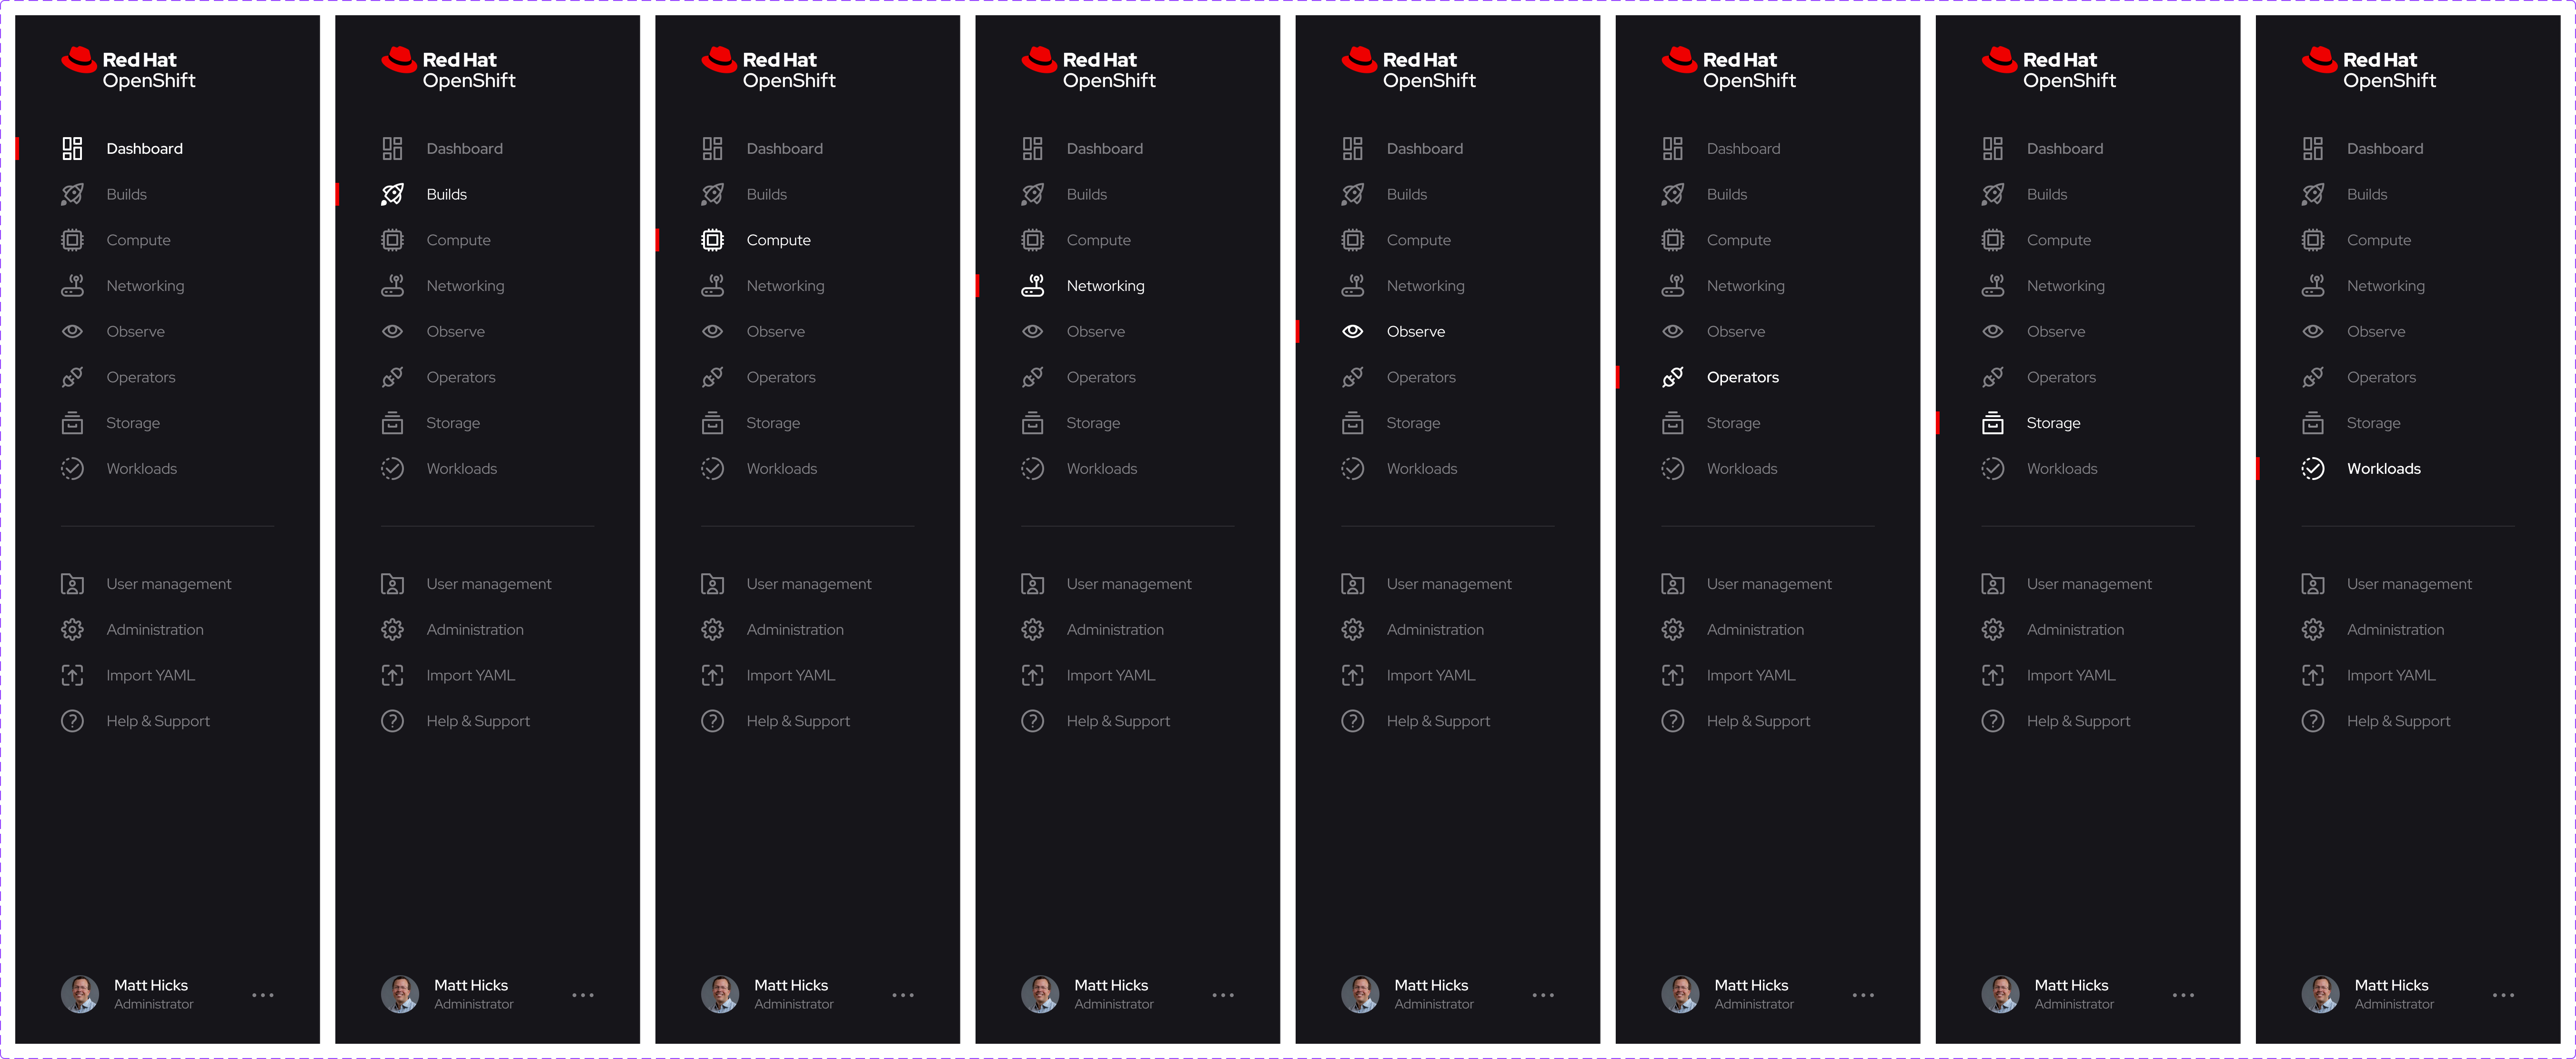 Red Hat
OpenShift
Dashboard
Builds
Compute
Networking
Observe
Operators
Storage
Workloads
User management
Administration
Import YAML
Help & Support
Matt Hicks
Administrator
Red Hat
OpenShift
Dashboard
Builds
Compute
Networking
Observe
Operators
Storage
Workloads
User management
Administration
Import YAML
Help & Support
Matt Hicks
Administrator
Red Hat
OpenShift
Dashboard
Builds
Compute
Networking
Observe
Operators
Storage
Workloads
User management
Administration
Import YAML
Help & Support
Matt Hicks
Administrator
Red Hat
OpenShift
Dashboard
Builds
Compute
Networking
Observe
Operators
Storage
Workloads
User management
Administration
Import YAML
Help & Support
Matt Hicks
Administrator
Red Hat
OpenShift
Dashboard
Builds
Compute
Networking
Observe
Operators
Storage
Workloads
User management
Administration
Import YAML
Help & Support
Matt Hicks
Administrator
Red Hat
OpenShift
Dashboard
Builds
Compute
Networking
Observe
Operators
Storage
Workloads
User management
Administration
Import YAML
Help & Support
Matt Hicks
Administrator
Red Hat
OpenShift
Dashboard
Builds
Compute
Networking
Observe
Operators
Storage
Workloads
User management
Administration
Import YAML
Help & Support
Matt Hicks
Administrator
Red Hat
OpenShift
Dashboard
Builds
Compute
Networking
Observe
Operators
Storage
Workloads
User management
Administration
Import YAML
Help & Support
Matt Hicks
Administrator